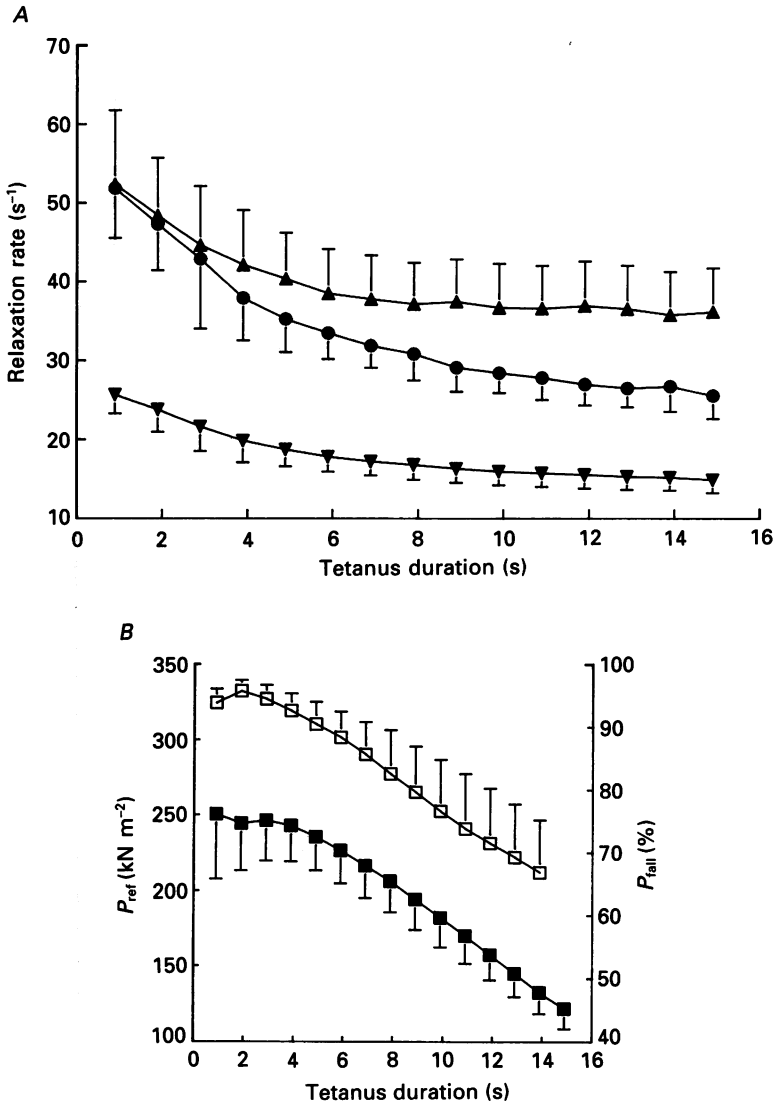 A
70
60
50
40
30
20
10
Relaxation rate (s⁻¹)
0 2 4 6 8 10 12 14 16
Tetanus duration (s)
B
350
300
250
200
150
100
Pref (kN m⁻²)
100
90
80
70
60
50
40
Pfall (%)
0 2 4 6 8 10 12 14 16
Tetanus duration (s)